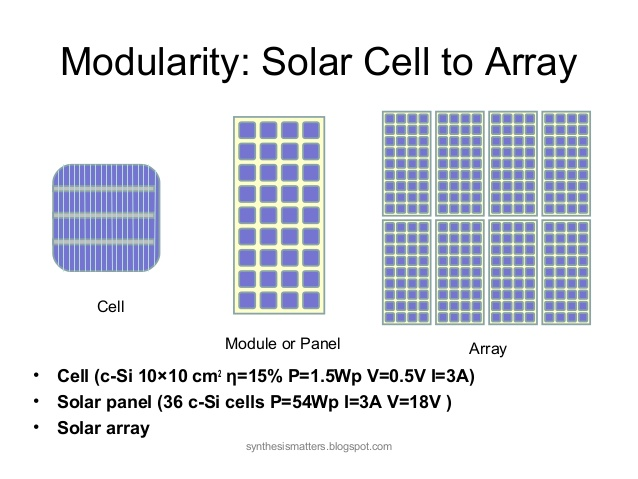 Modularity: Solar Cell to Array
Cell
Module or Panel
Array
• Cell (c-Si 10×10 cm² η=15% P=1.5Wp V=0.5V I=3A)
• Solar panel (36 c-Si cells P=54Wp I=3A V=18V )
• Solar array
synthesismatters.blogspot.com